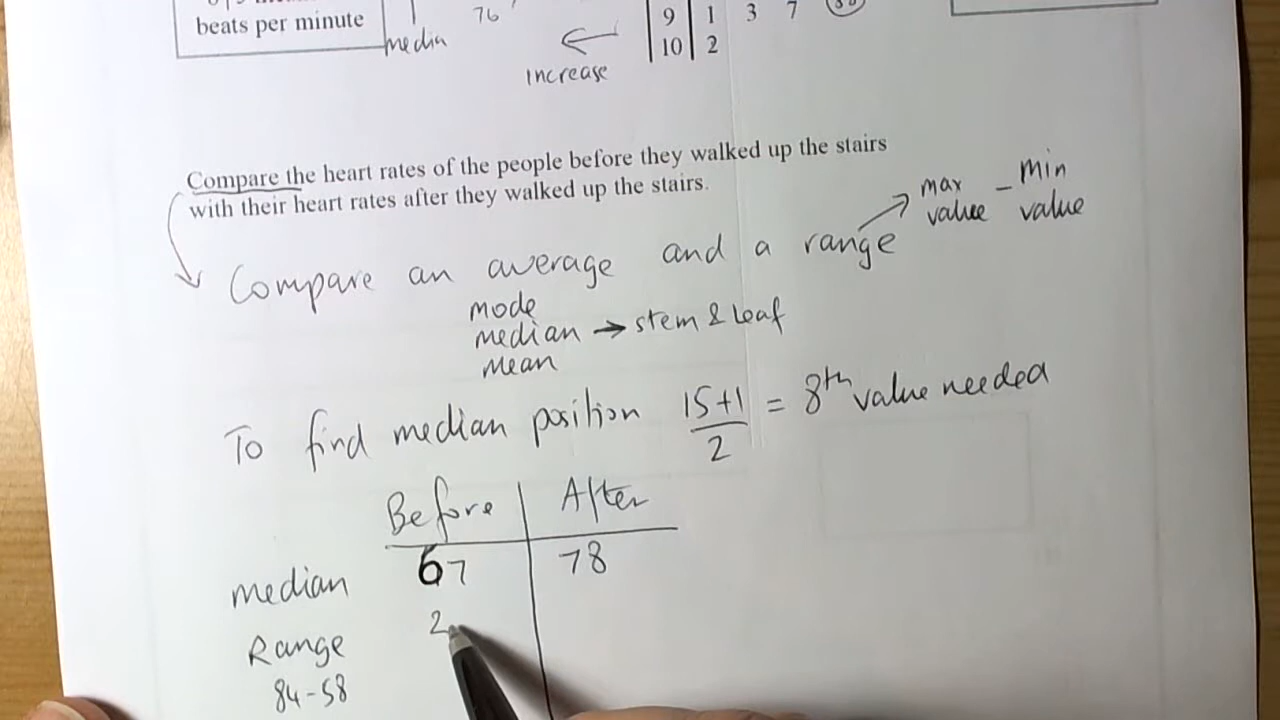 beats per minute
media
76
Increase
9 1 3 7
10 2
Compare the heart rates of the people before they walked up the stairs
with their heart rates after they walked up the stairs.
max value - min value
Compare an average and a range
mode
median → stem & leaf
mean
To find median position 15+1 / 2 = 8th value needed
Before After
median 67 78
Range 2
84-58